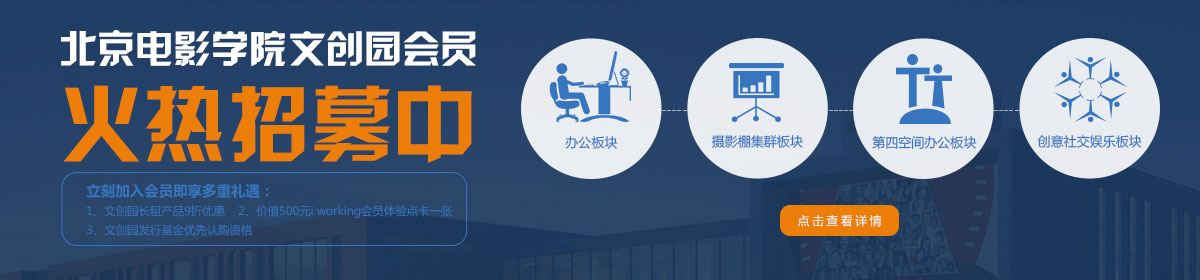 北京电影学院文创园会员
火热招募中
立刻加入会员即享多重礼遇：
1、文创园长租产品9折优惠 2、价值500元i working会员体验点卡一张
3、文创园发行基金优先认购资格
办公板块
摄影棚集群板块
第四空间办公板块
创意社交娱乐板块
点击查看详情